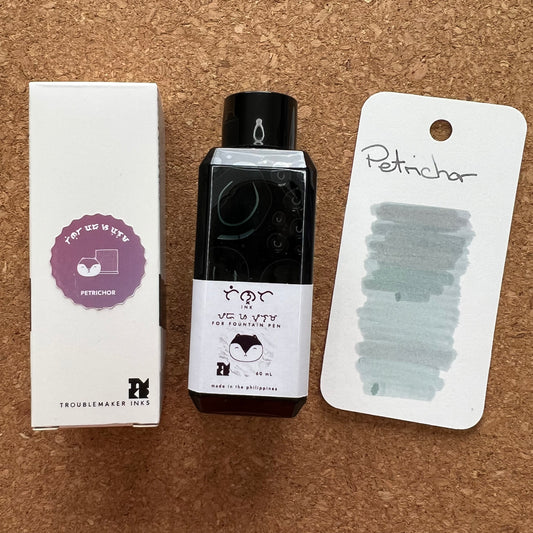 PETRICHOR
TROUBLEMAKER INKS
INK
FOR FOUNTAIN PEN
60 mL
made in the philippines
Petrichor